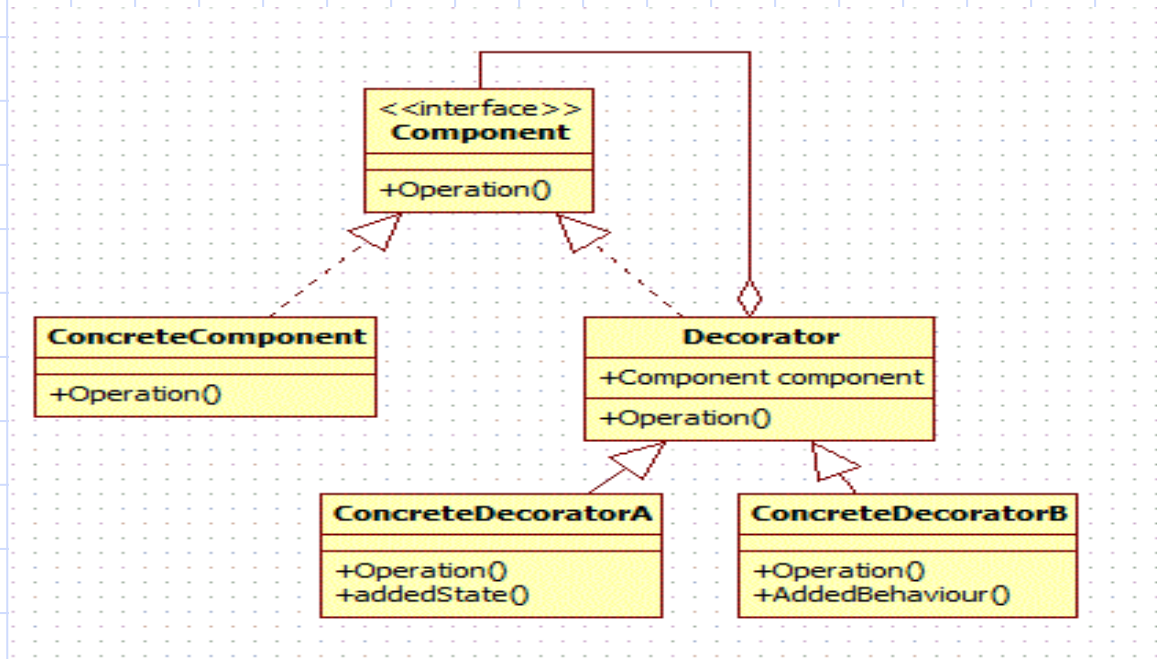 <<interface>>
Component
+Operation()
ConcreteComponent
+Operation()
Decorator
+Component component
+Operation()
ConcreteDecoratorA
+Operation()
+addedState()
ConcreteDecoratorB
+Operation()
+AddedBehaviour()